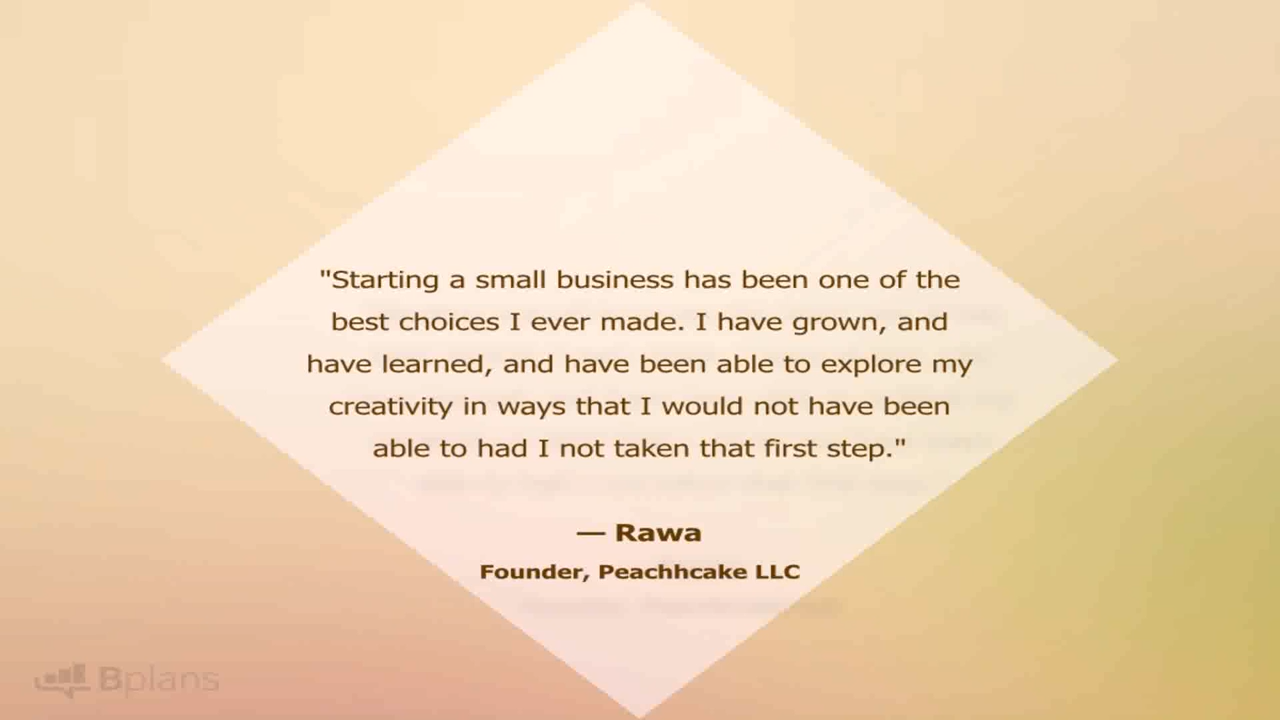 "Starting a small business has been one of the
best choices I ever made. I have grown, and
have learned, and have been able to explore my
creativity in ways that I would not have been
able to had I not taken that first step."
— Rawa
Founder, Peachhcake LLC
Bplans